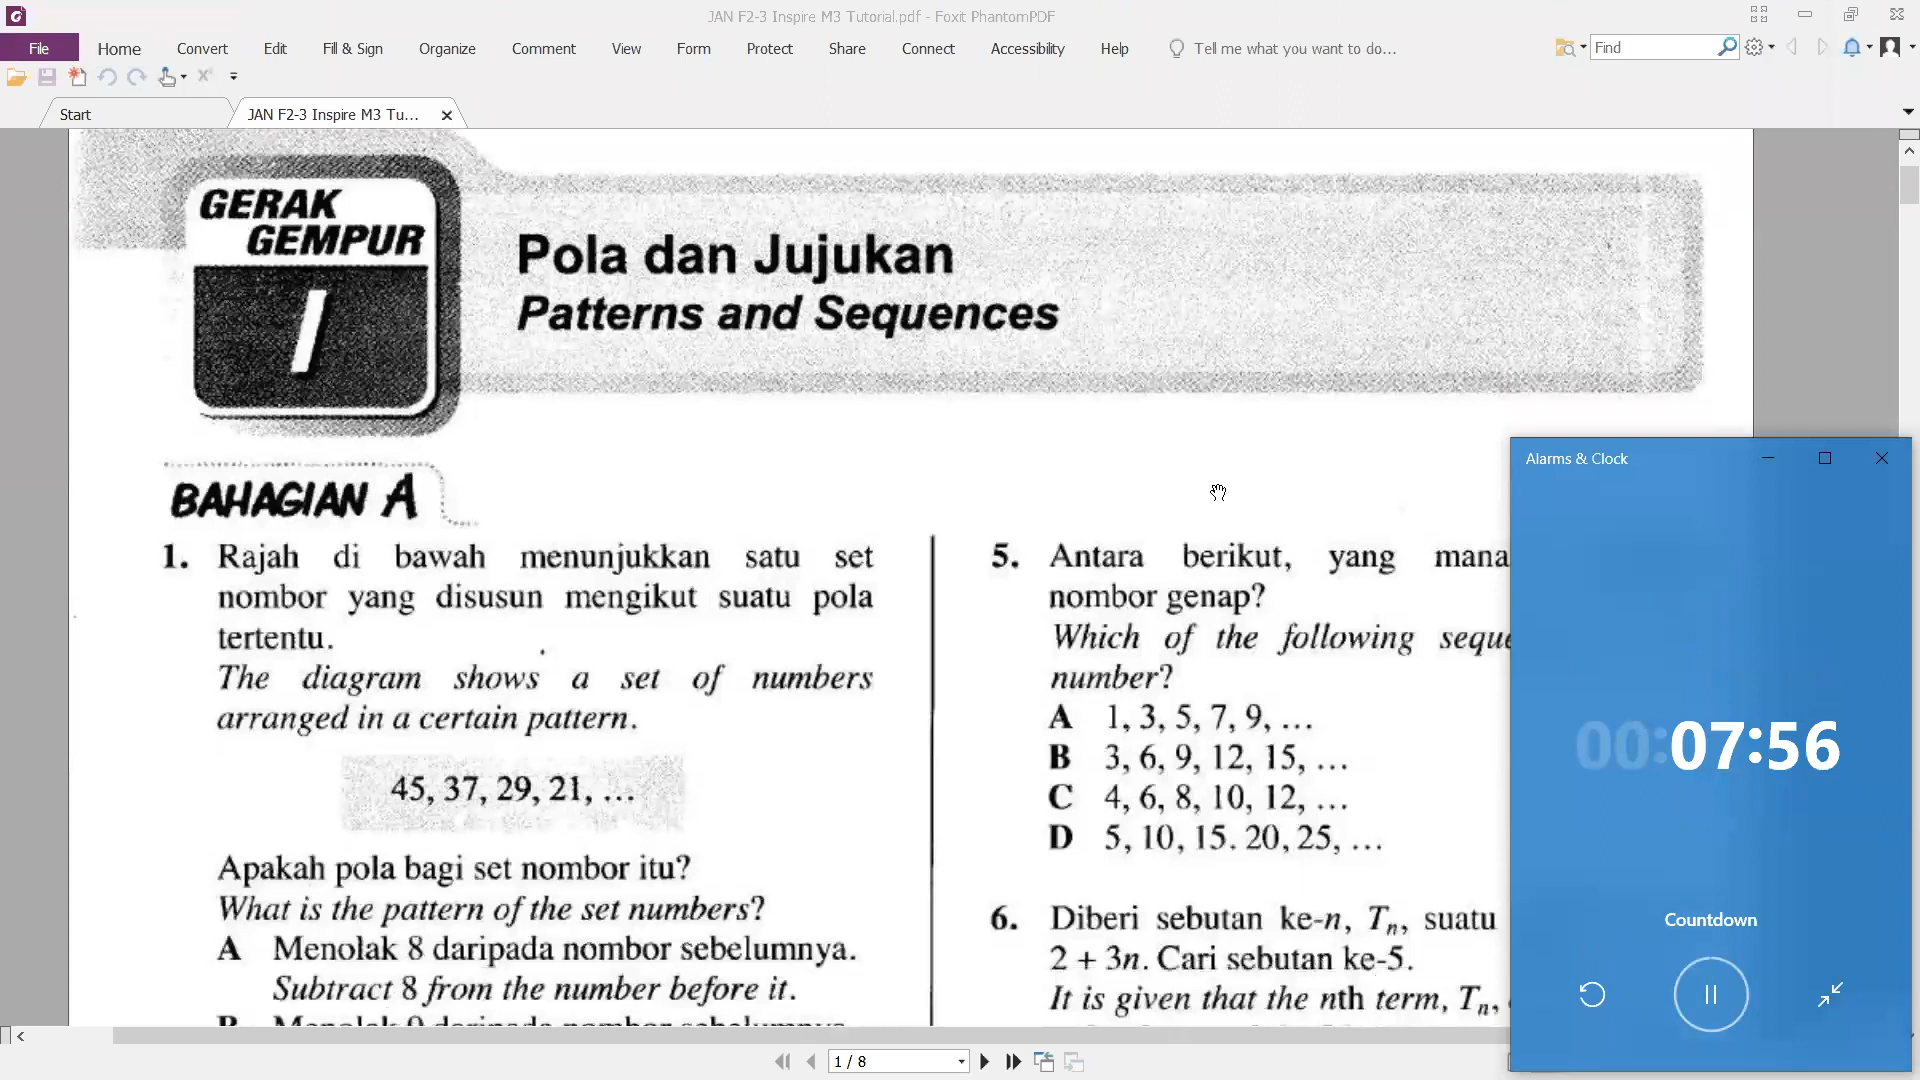 JAN F2-3 Inspire M3 Tutorial.pdf - Foxit PhantomPDF
File Home Convert Edit Fill & Sign Organize Comment View Form Protect Share Connect Accessibility Help Tell me what you want to do... Find
Start JAN F2-3 Inspire M3 Tu...
GERAK
GEMPUR
1
Pola dan Jujukan
Patterns and Sequences
BAHAGIAN A
1. Rajah di bawah menunjukkan satu set
nombor yang disusun mengikut suatu pola
tertentu.
The diagram shows a set of numbers
arranged in a certain pattern.
45, 37, 29, 21, ...
Apakah pola bagi set nombor itu?
What is the pattern of the set numbers?
A Menolak 8 daripada nombor sebelumnya.
Subtract 8 from the number before it.
5. Antara berikut, yang mana
nombor genap?
Which of the following seque
number?
A 1, 3, 5, 7, 9, ...
B 3, 6, 9, 12, 15, ...
C 4, 6, 8, 10, 12, ...
D 5, 10, 15. 20, 25, ...
6. Diberi sebutan ke-n, Tn, suatu
2 + 3n. Cari sebutan ke-5.
It is given that the nth term, Tn,
Alarms & Clock
00:07:56
Countdown
1 / 8